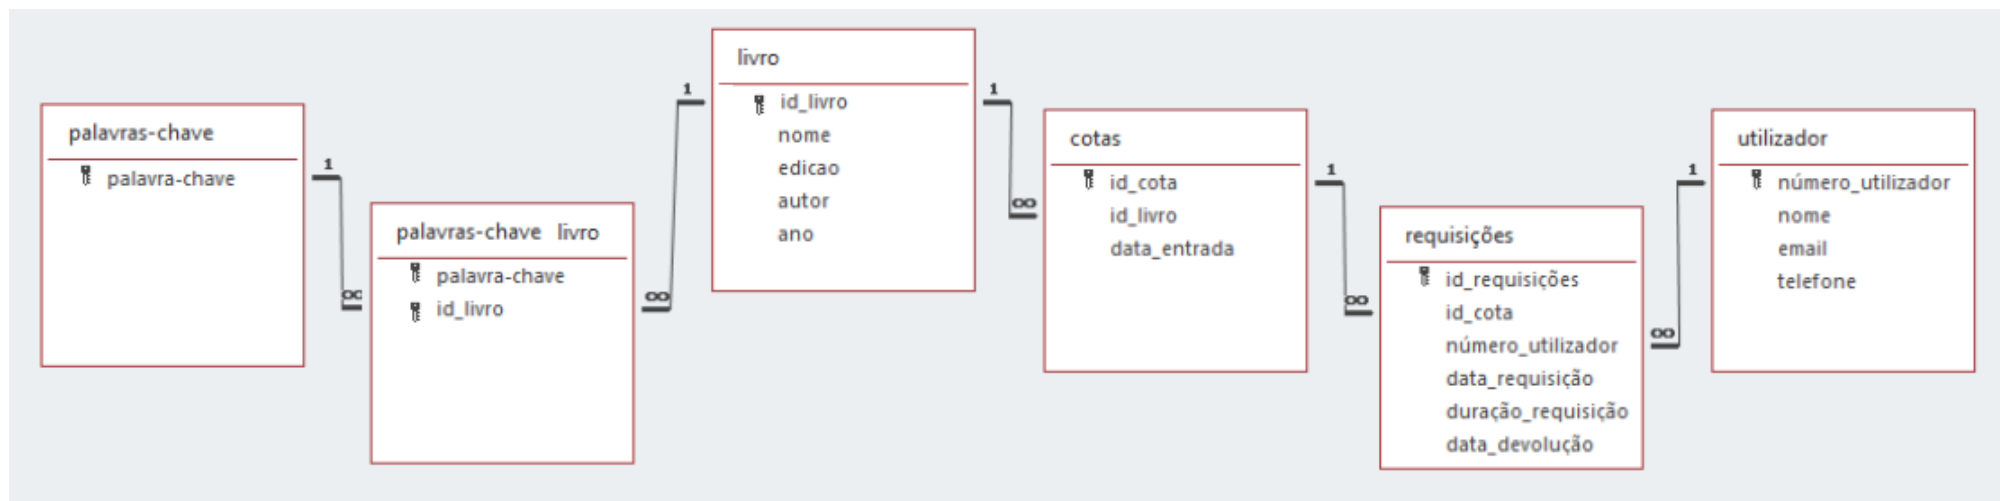 palavras-chave
palavra-chave
1
∞
palavras-chave livro
palavra-chave
id_livro
1
∞
livro
id_livro
nome
edicao
autor
ano
1
∞
cotas
id_cota
id_livro
data_entrada
1
∞
requisições
id_requisições
id_cota
número_utilizador
data_requisição
duração_requisição
data_devolução
1
∞
utilizador
número_utilizador
nome
email
telefone